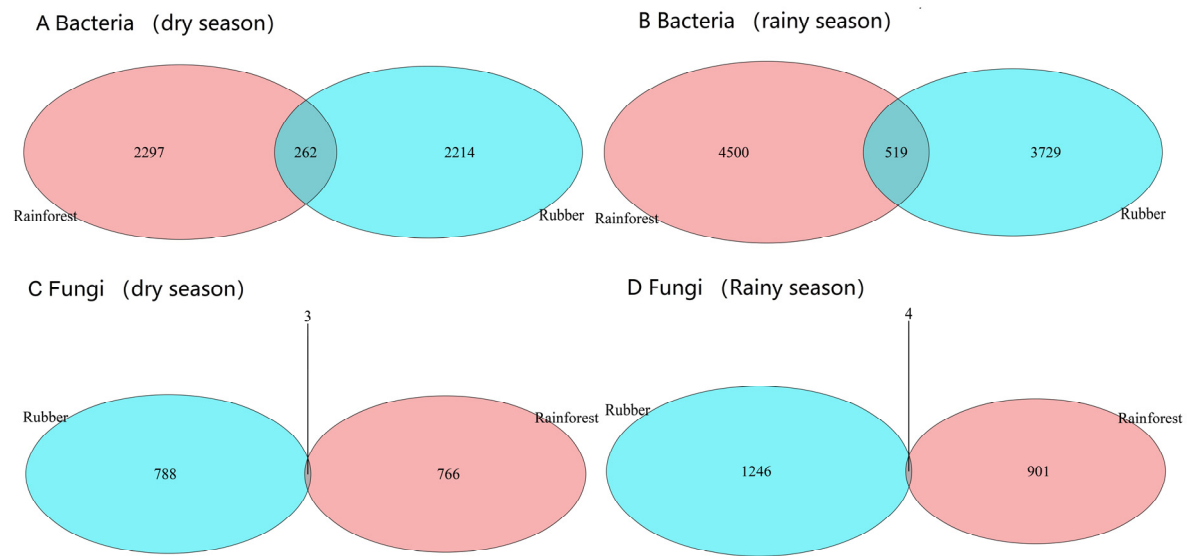 A Bacteria （dry season）
B Bacteria （rainy season）
2297
262
2214
4500
519
3729
Rainforest
Rubber
Rainforest
Rubber
C Fungi （dry season）
D Fungi （Rainy season）
3
4
Rubber
Rainforest
Rubber
Rainforest
788
766
1246
901